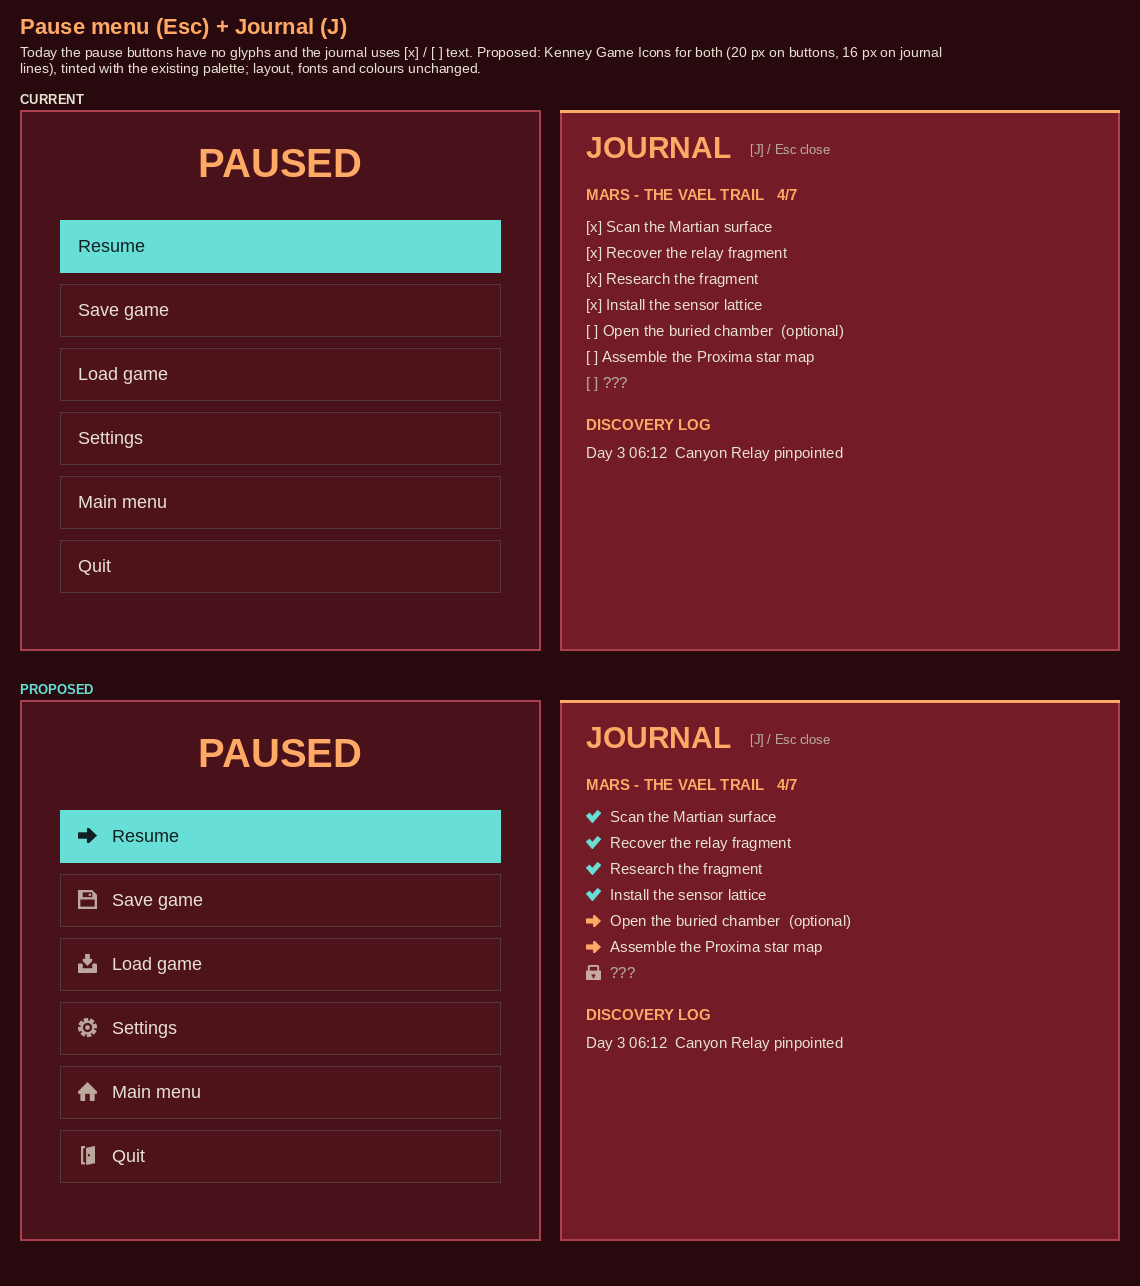 Pause menu (Esc) + Journal (J)
Today the pause buttons have no glyphs and the journal uses [x] / [ ] text. Proposed: Kenney Game Icons for both (20 px on buttons, 16 px on journal
lines), tinted with the existing palette; layout, fonts and colours unchanged.
CURRENT
PAUSED
Resume
Save game
Load game
Settings
Main menu
Quit
JOURNAL [J] / Esc close
MARS - THE VAEL TRAIL 4/7
[x] Scan the Martian surface
[x] Recover the relay fragment
[x] Research the fragment
[x] Install the sensor lattice
[ ] Open the buried chamber (optional)
[ ] Assemble the Proxima star map
[ ] ???
DISCOVERY LOG
Day 3 06:12 Canyon Relay pinpointed
PROPOSED
PAUSED
Resume
Save game
Load game
Settings
Main menu
Quit
JOURNAL [J] / Esc close
MARS - THE VAEL TRAIL 4/7
Scan the Martian surface
Recover the relay fragment
Research the fragment
Install the sensor lattice
Open the buried chamber (optional)
Assemble the Proxima star map
???
DISCOVERY LOG
Day 3 06:12 Canyon Relay pinpointed